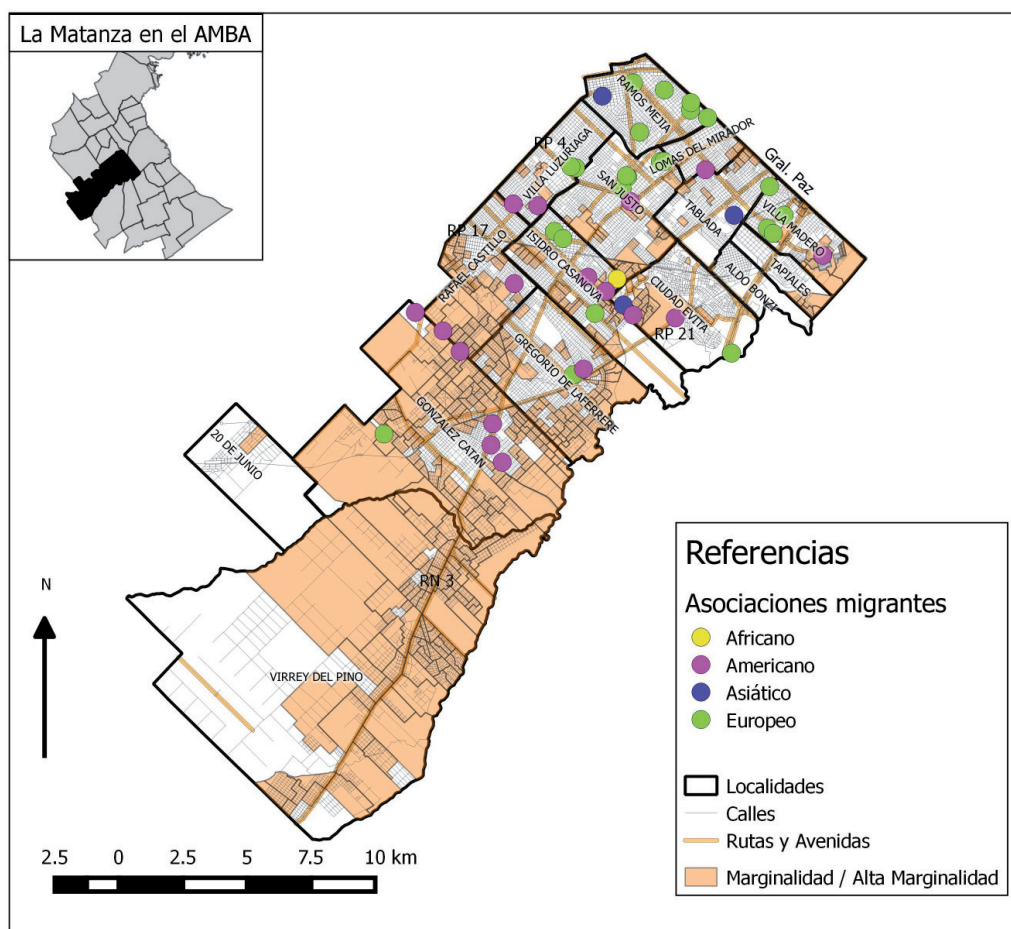 La Matanza en el AMBA
RAMOS MEJIA
LOMAS DEL MIRADOR
RP 4
VILLA LUZURIAGA
Gral. Paz
SAN JUSTO
TABLADA
VILLA MADERO
RP 17
RAFAEL CASTILLO
ISIDRO CASANOVA
CIUDAD EVITA
ALDO BONZI
TAPIALES
RP 21
GREGORIO DE LAFERRERE
GONZALEZ CATAN
20 DE JUNIO
RN 3
VIRREY DEL PINO
N
2.5 0 2.5 5 7.5 10 km
Referencias
Asociaciones migrantes
Africano
Americano
Asiático
Europeo
Localidades
Calles
Rutas y Avenidas
Marginalidad / Alta Marginalidad